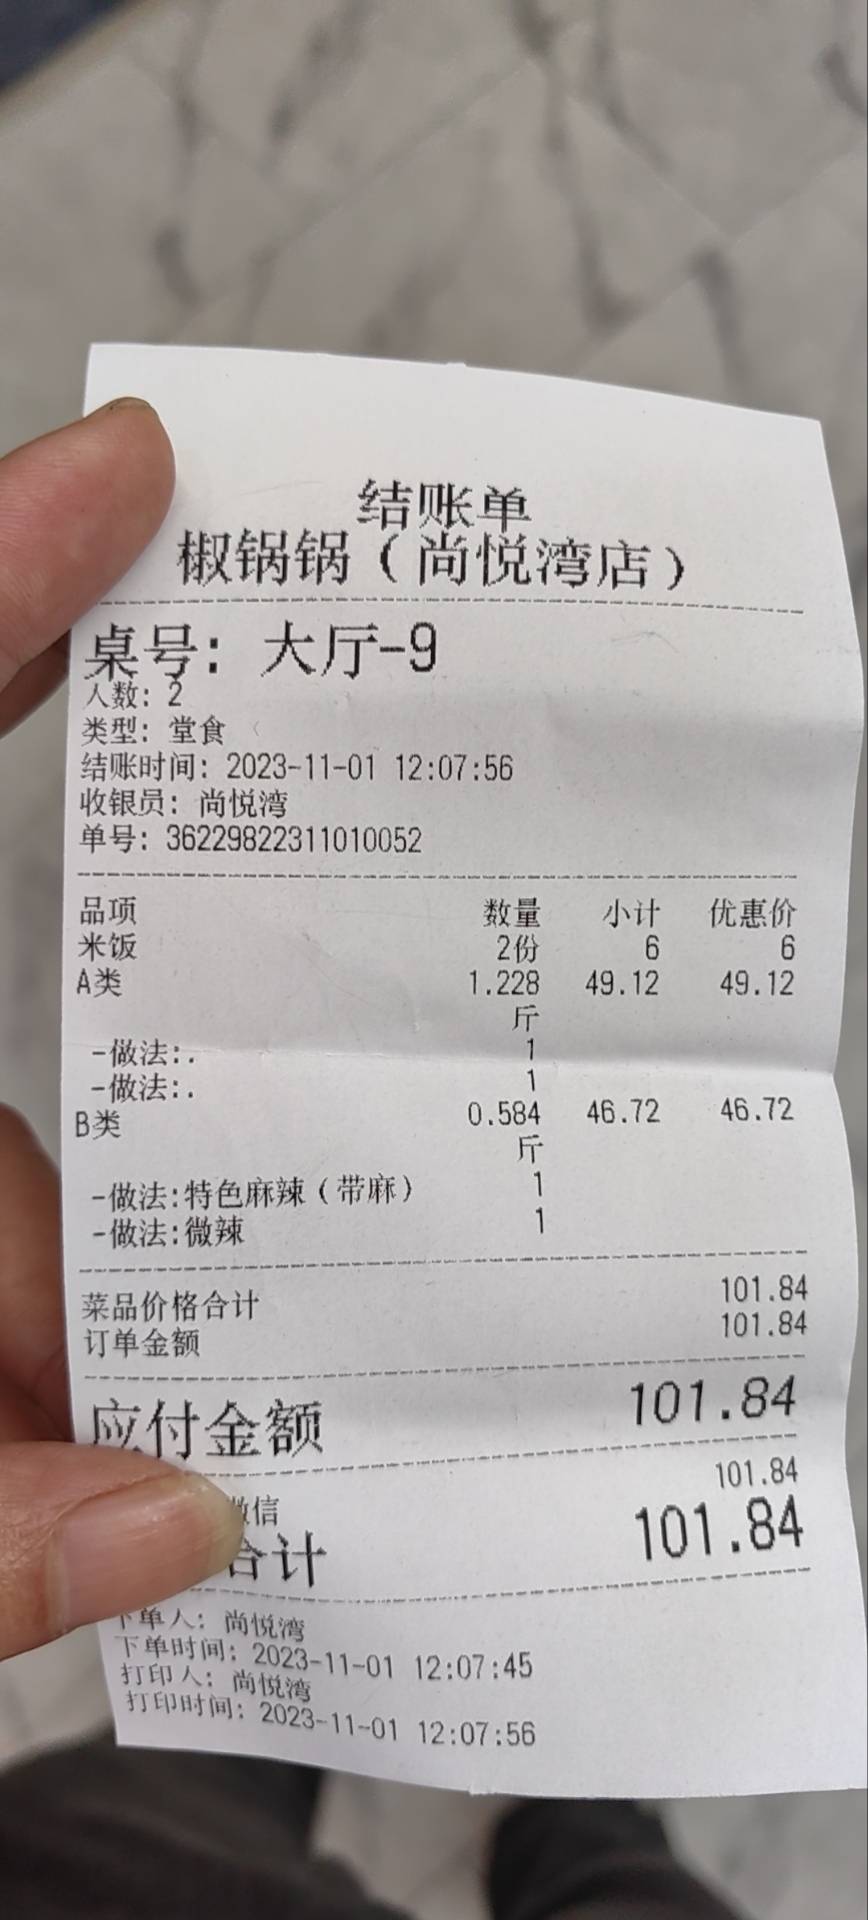 结账单
椒锅锅(尚悦湾店)
桌号: 大厅-9
人数: 2
类型: 堂食
结账时间: 2023-11-01 12:07:56
收银员: 尚悦湾
单号: 36229822311010052
品项 数量 小计 优惠价
米饭 2份 6 6
A类 1.228 49.12 49.12
斤
-做法:. 1
-做法:. 1
B类 0.584 46.72 46.72
斤
-做法:特色麻辣(带麻) 1
-做法:微辣 1
菜品价格合计 101.84
订单金额 101.84
应付金额 101.84
微信 101.84
合计 101.84
下单人: 尚悦湾
下单时间: 2023-11-01 12:07:45
打印人: 尚悦湾
打印时间: 2023-11-01 12:07:56